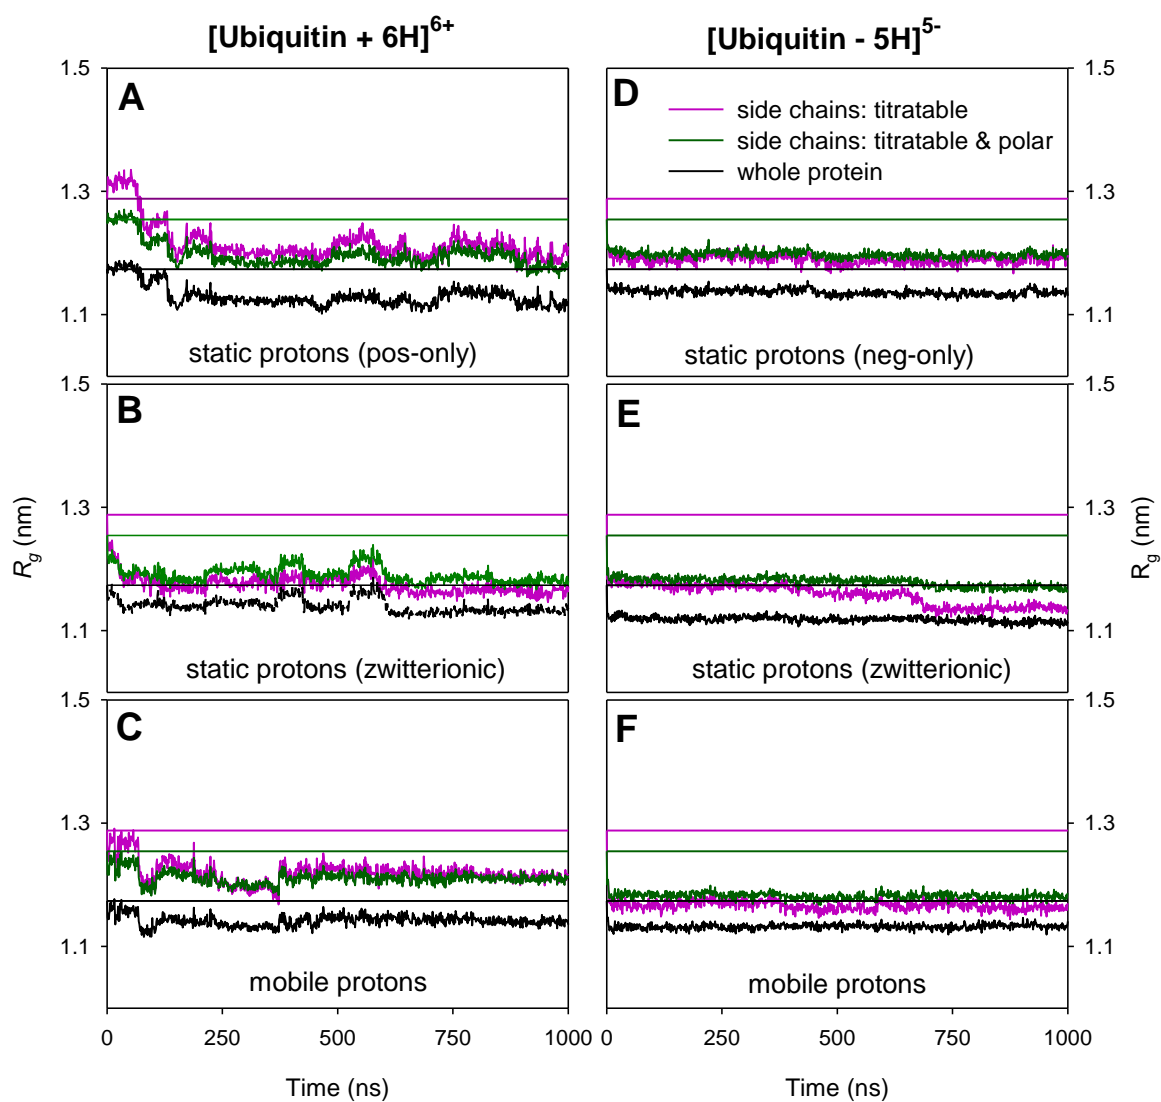 [Ubiquitin + 6H]6+
[Ubiquitin - 5H]5-
1.5
1.3
1.1
A
static protons (pos-only)
D
side chains: titratable
side chains: titratable & polar
whole protein
static protons (neg-only)
1.5
1.3
1.1
1.5
1.3
1.1
B
static protons (zwitterionic)
E
static protons (zwitterionic)
1.5
1.3
1.1
1.5
1.3
1.1
C
mobile protons
F
mobile protons
1.5
1.3
1.1
Rg (nm)
Rg (nm)
0 250 500 750 1000
0 250 500 750 1000
Time (ns)
Time (ns)